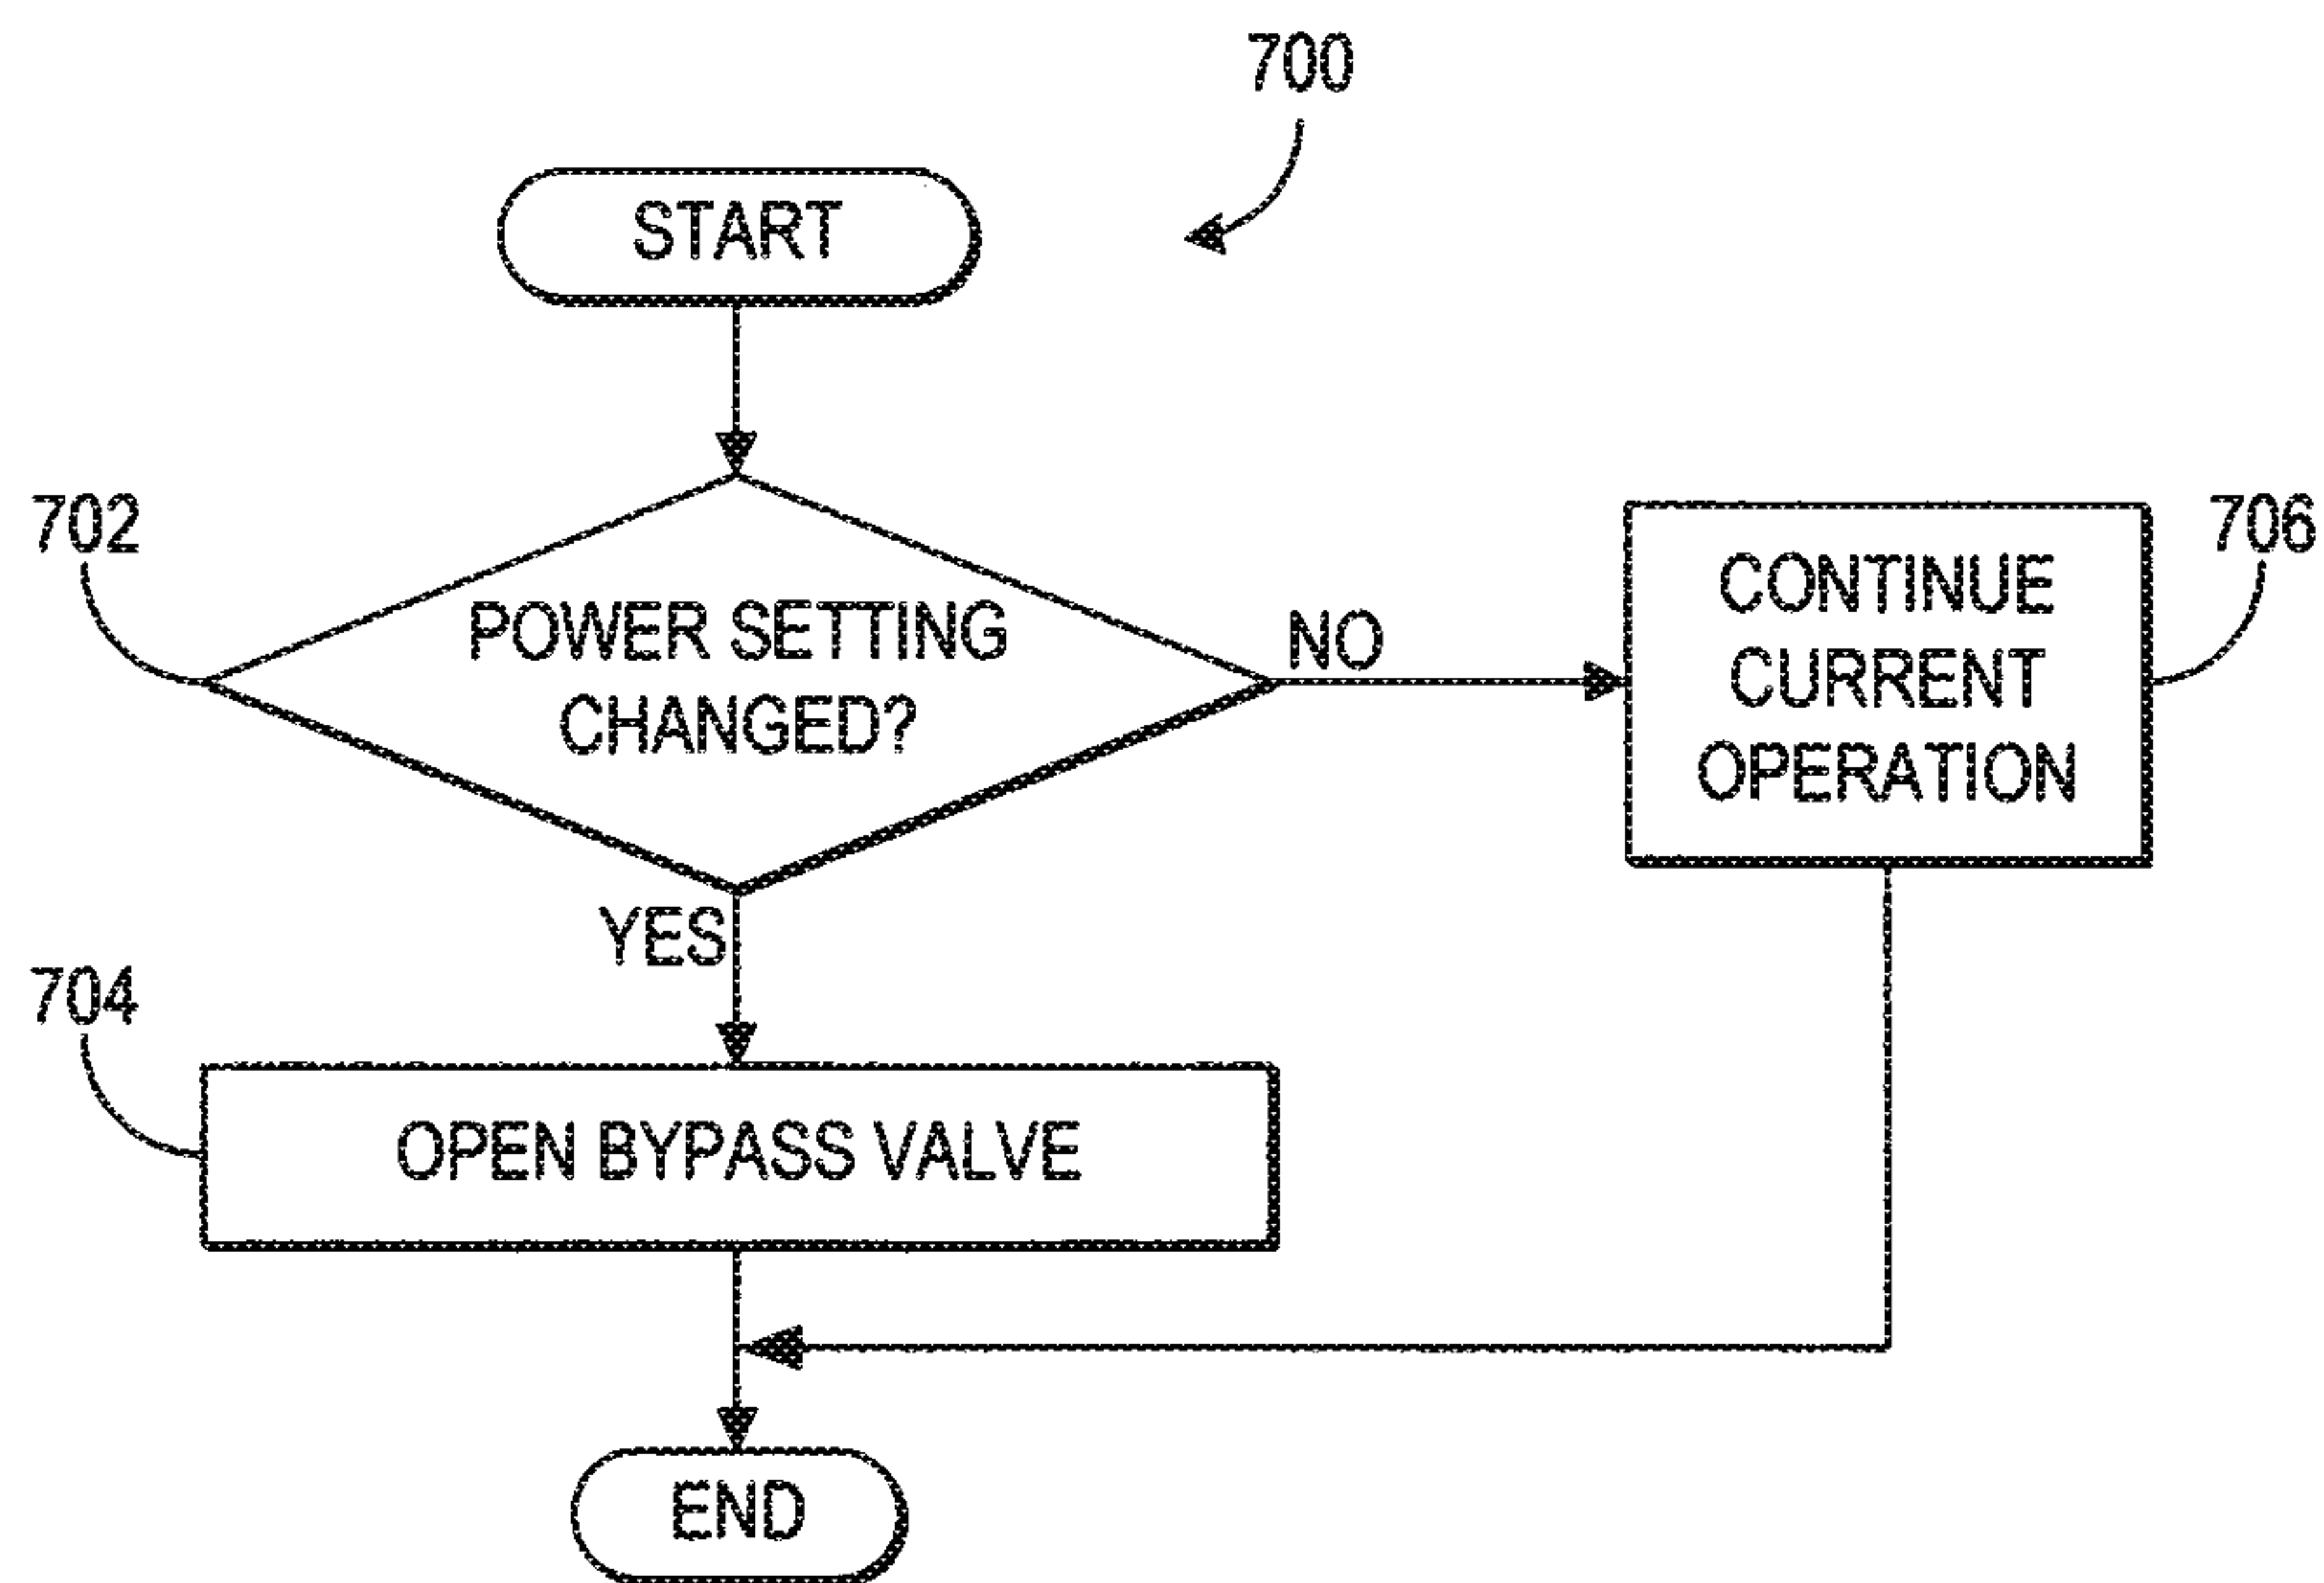 700
START
702
POWER SETTING
CHANGED?
NO
CONTINUE
CURRENT
OPERATION
706
YES
704
OPEN BYPASS VALVE
END